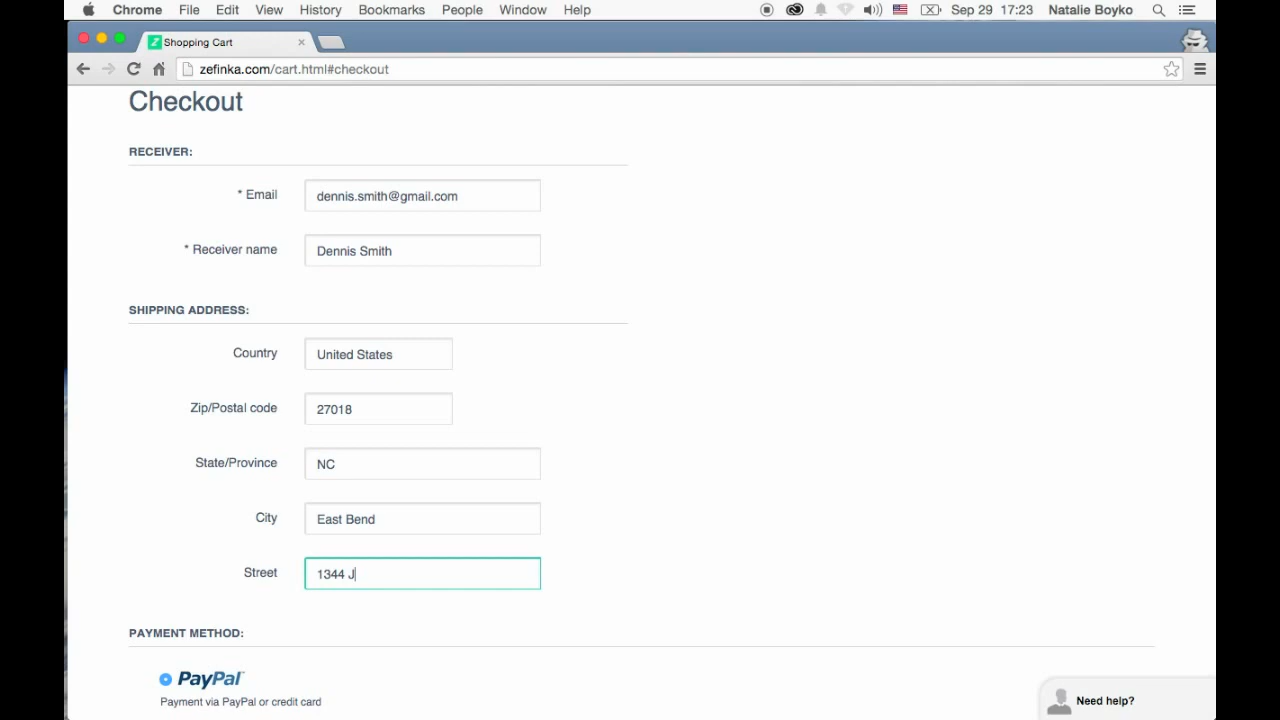 Chrome File Edit View History Bookmarks People Window Help Sep 29 17:23 Natalie Boyko
Shopping Cart
zefinka.com/cart.html#checkout
Checkout
RECEIVER:
* Email dennis.smith@gmail.com
* Receiver name Dennis Smith
SHIPPING ADDRESS:
Country United States
Zip/Postal code 27018
State/Province NC
City East Bend
Street 1344 J
PAYMENT METHOD:
PayPal
Payment via PayPal or credit card
Need help?